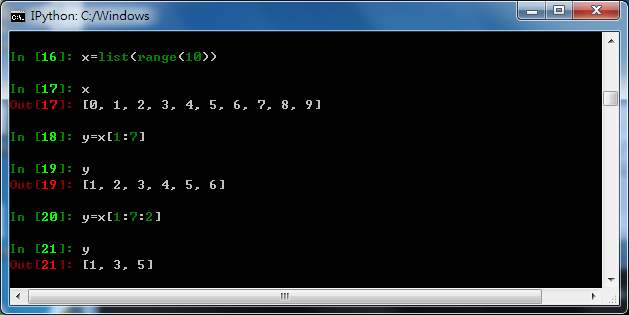 IPython: C:/Windows
In [16]: x=list(range(10))
In [17]: x
Out[17]: [0, 1, 2, 3, 4, 5, 6, 7, 8, 9]
In [18]: y=x[1:7]
In [19]: y
Out[19]: [1, 2, 3, 4, 5, 6]
In [20]: y=x[1:7:2]
In [21]: y
Out[21]: [1, 3, 5]